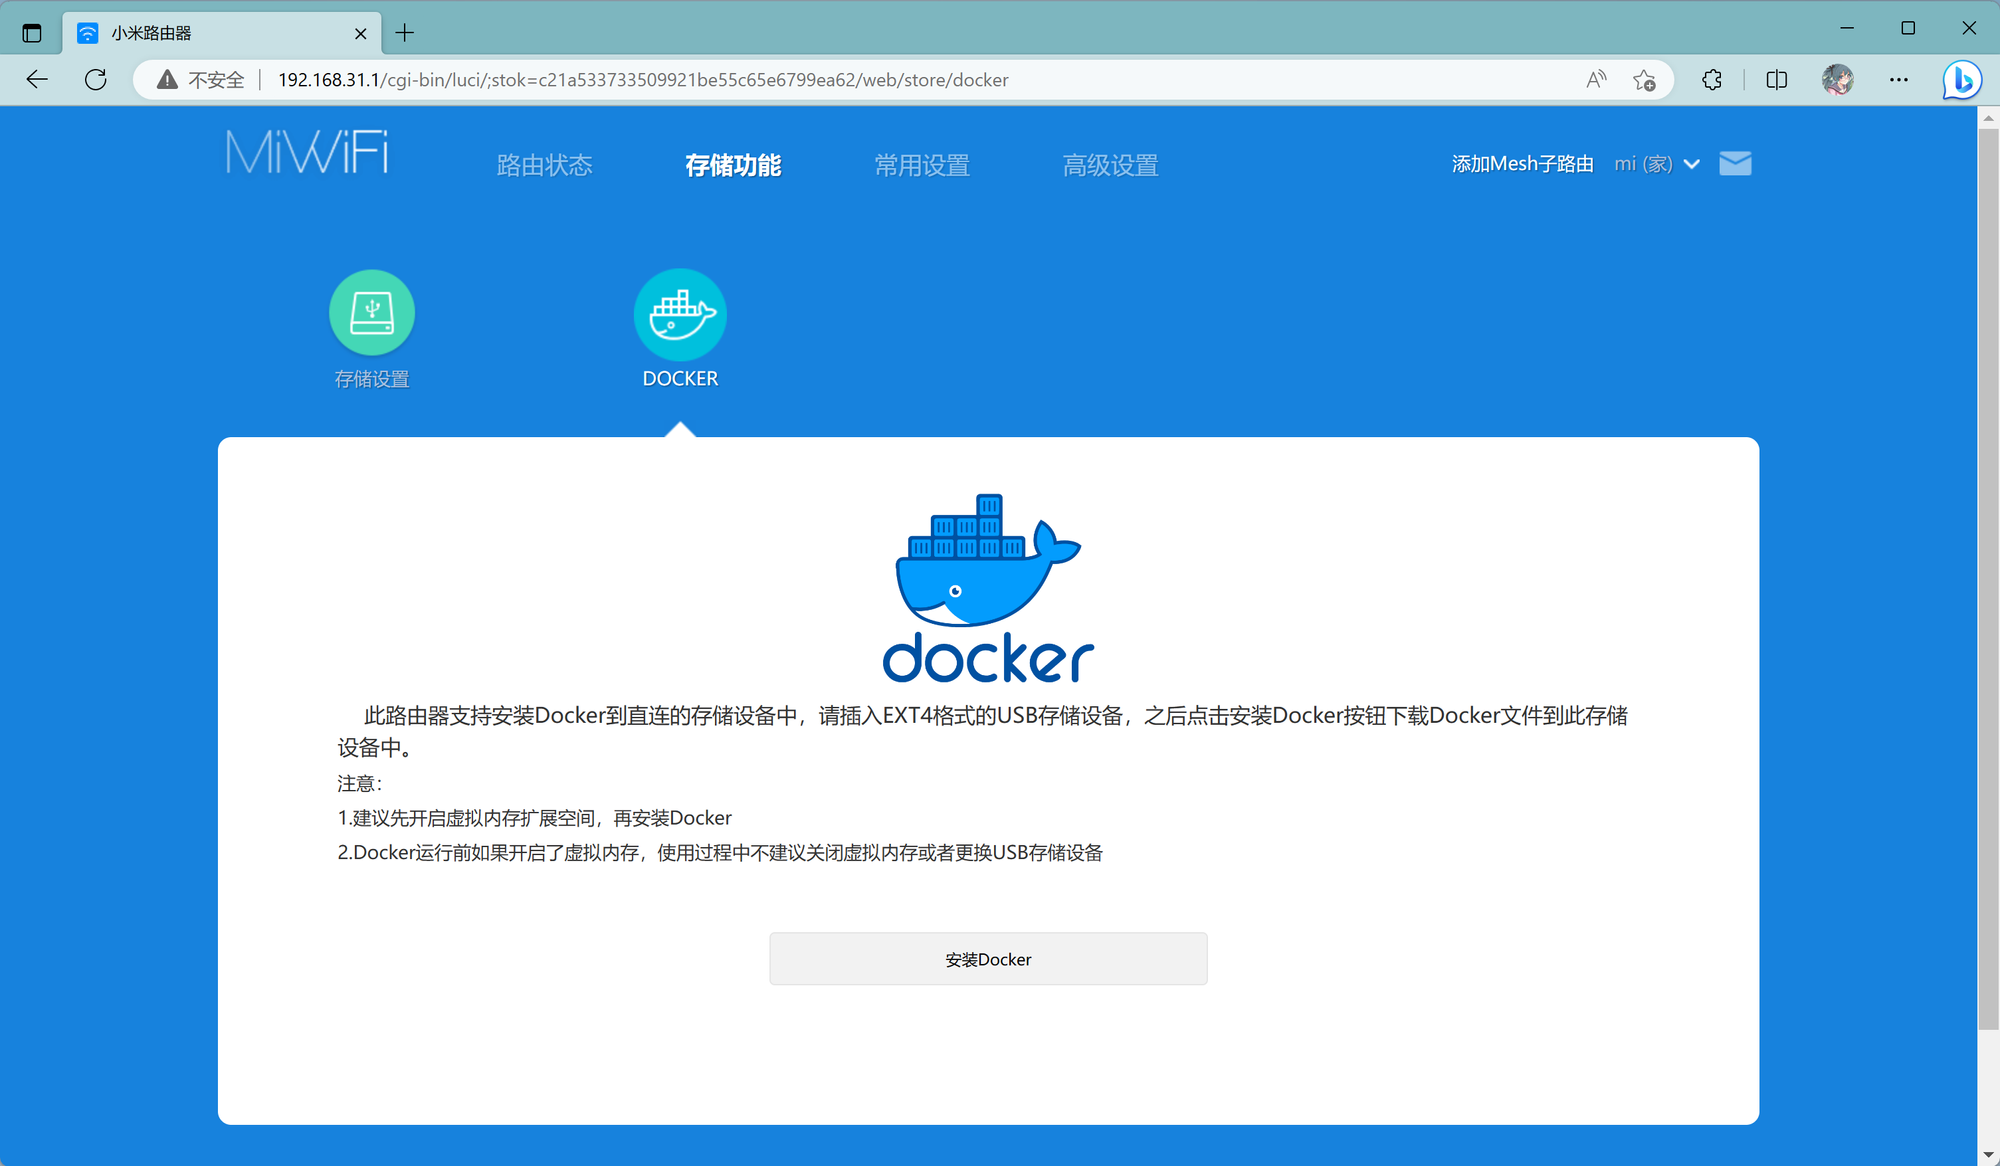 小米路由器
不安全 192.168.31.1/cgi-bin/luci/;stok=c21a533733509921be55c65e6799ea62/web/store/docker
MiWiFi 路由状态 存储功能 常用设置 高级设置 添加Mesh子路由 mi (家)
存储设置 DOCKER
docker
此路由器支持安装Docker到直连的存储设备中，请插入EXT4格式的USB存储设备，之后点击安装Docker按钮下载Docker文件到此存储
设备中。
注意：
1.建议先开启虚拟内存扩展空间，再安装Docker
2.Docker运行前如果开启了虚拟内存，使用过程中不建议关闭虚拟内存或者更换USB存储设备
安装Docker